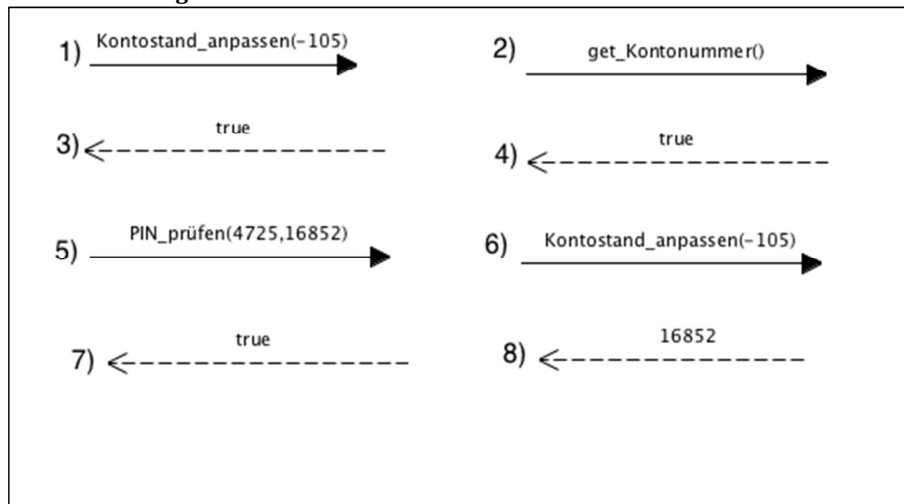 1) Kontostand_anpassen(-105)
2) get_Kontonummer()
3) true
4) true
5) PIN_prüfen(4725,16852)
6) Kontostand_anpassen(-105)
7) true
8) 16852